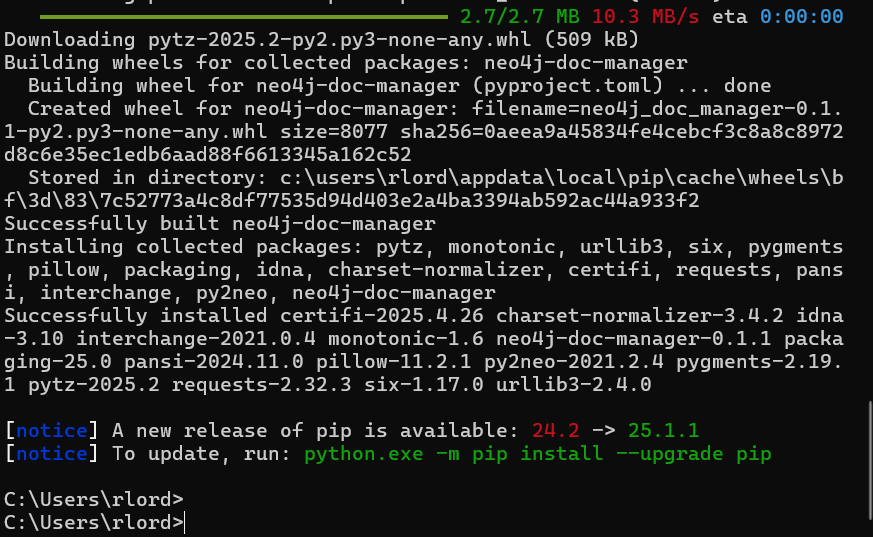 2.7/2.7 MB 10.3 MB/s eta 0:00:00
Downloading pytz-2025.2-py2.py3-none-any.whl (509 kB)
Building wheels for collected packages: neo4j-doc-manager
  Building wheel for neo4j-doc-manager (pyproject.toml) ... done
  Created wheel for neo4j-doc-manager: filename=neo4j_doc_manager-0.1.
1-py2.py3-none-any.whl size=8077 sha256=0aeea9a45834fe4cebcf3c8a8c8972
d8c6e35ec1edb6aad88f6613345a162c52
  Stored in directory: c:\users\rlord\appdata\local\pip\cache\wheels\b
f\3d\83\7c52773a4c8df77535d94d403e2a4ba3394ab592ac44a933f2
Successfully built neo4j-doc-manager
Installing collected packages: pytz, monotonic, urllib3, six, pygments
, pillow, packaging, idna, charset-normalizer, certifi, requests, pans
i, interchange, py2neo, neo4j-doc-manager
Successfully installed certifi-2025.4.26 charset-normalizer-3.4.2 idna
-3.10 interchange-2021.0.4 monotonic-1.6 neo4j-doc-manager-0.1.1 packa
ging-25.0 pansi-2024.11.0 pillow-11.2.1 py2neo-2021.2.4 pygments-2.19.
1 pytz-2025.2 requests-2.32.3 six-1.17.0 urllib3-2.4.0

[notice] A new release of pip is available: 24.2 -> 25.1.1
[notice] To update, run: python.exe -m pip install --upgrade pip

C:\Users\rlord>
C:\Users\rlord>